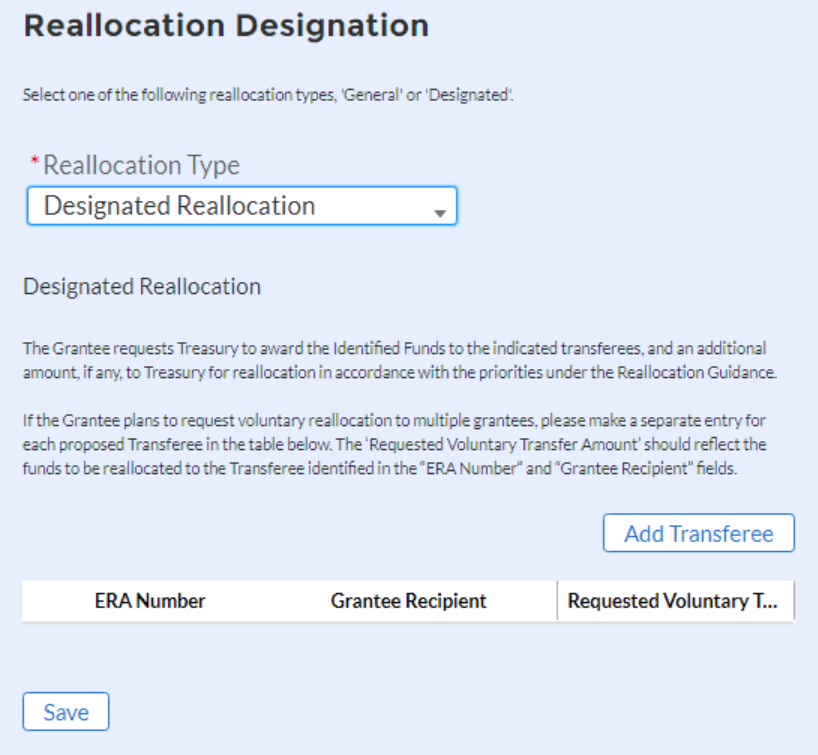 Reallocation Designation
Select one of the following reallocation types, 'General' or 'Designated'.
*Reallocation Type
Designated Reallocation
Designated Reallocation
The Grantee requests Treasury to award the Identified Funds to the indicated transferees, and an additional
amount, if any, to Treasury for reallocation in accordance with the priorities under the Reallocation Guidance.
If the Grantee plans to request voluntary reallocation to multiple grantees, please make a separate entry for
each proposed Transferee in the table below. The 'Requested Voluntary Transfer Amount' should reflect the
funds to be reallocated to the Transferee identified in the “ERA Number” and “Grantee Recipient” fields.
Add Transferee
ERA Number Grantee Recipient Requested Voluntary T...
Save